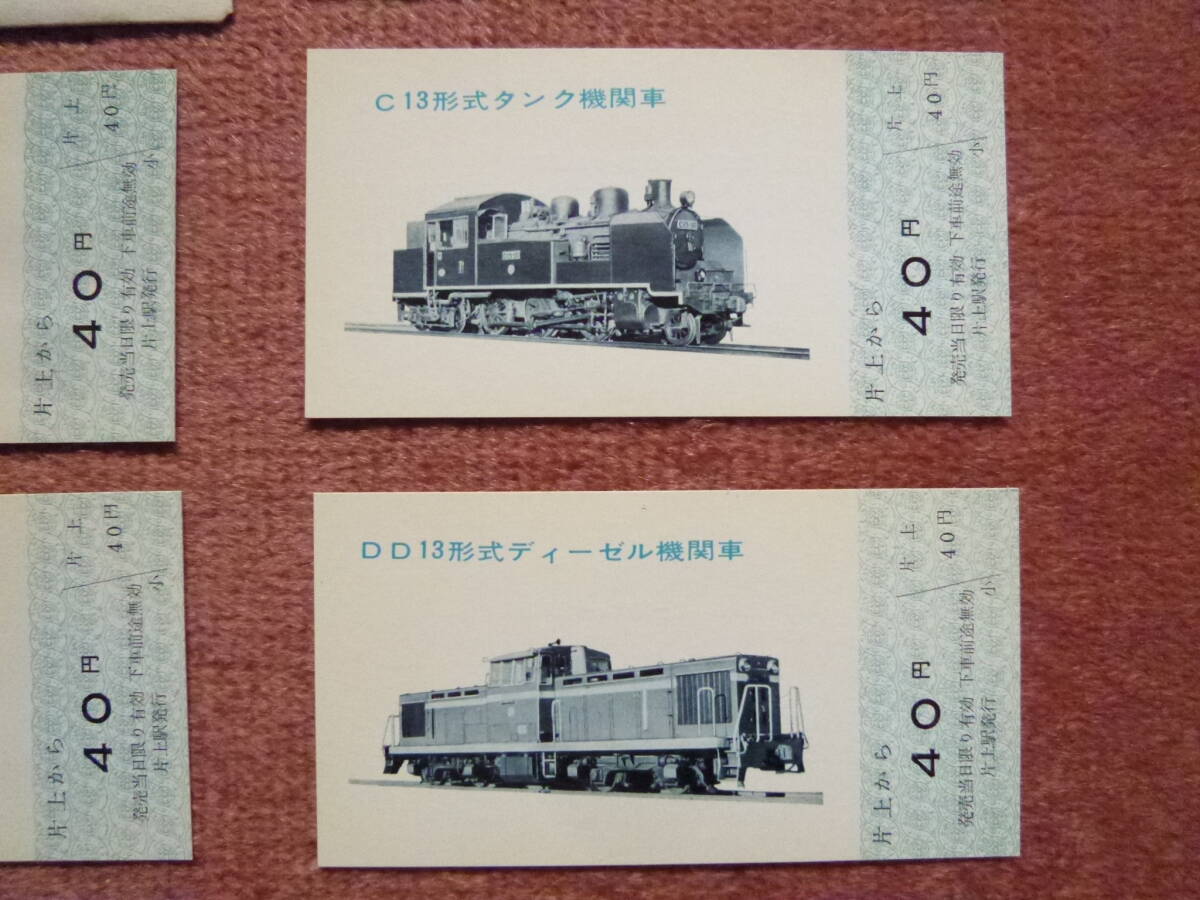 C13形式タンク機関車
片上から
40円
発売当日限り有効 下車前途無効
片上駅発行
片上
40円
小
DD13形式ディーゼル機関車
片上から
40円
発売当日限り有効 下車前途無効
片上駅発行
片上
40円
小
片上から
40円
発売当日限り有効 下車前途無効
片上駅発行
片上
40円
小
片上から
40円
発売当日限り有効 下車前途無効
片上駅発行
片上
40円
小